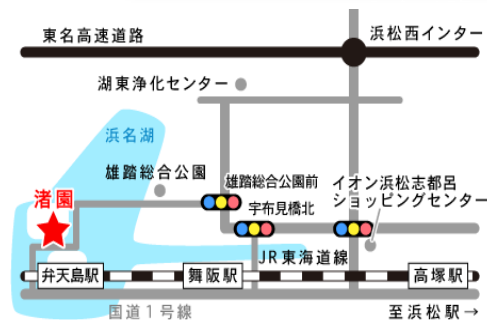 東名高速道路
浜松西インター
湖東浄化センター
浜名湖
雄踏総合公園
雄踏総合公園前
イオン浜松志都呂
ショッピングセンター
渚園
宇布見橋北
JR東海道線
弁天島駅
舞阪駅
高塚駅
国道1号線
至浜松駅→